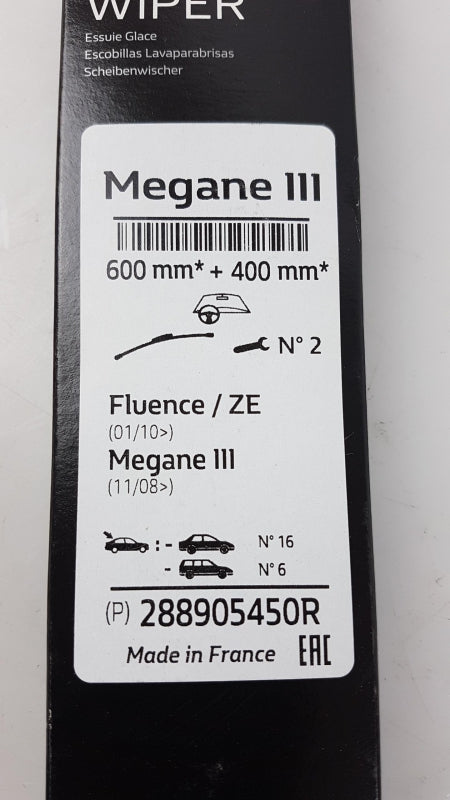 WIPER
Essuie Glace
Escobillas Lavaparabrisas
Scheibenwischer
Megane III
600 mm* + 400 mm*
N° 2
Fluence / ZE
(01/10>)
Megane III
(11/08>)
: - N° 16
- N° 6
(P) 288905450R
Made in France EAC